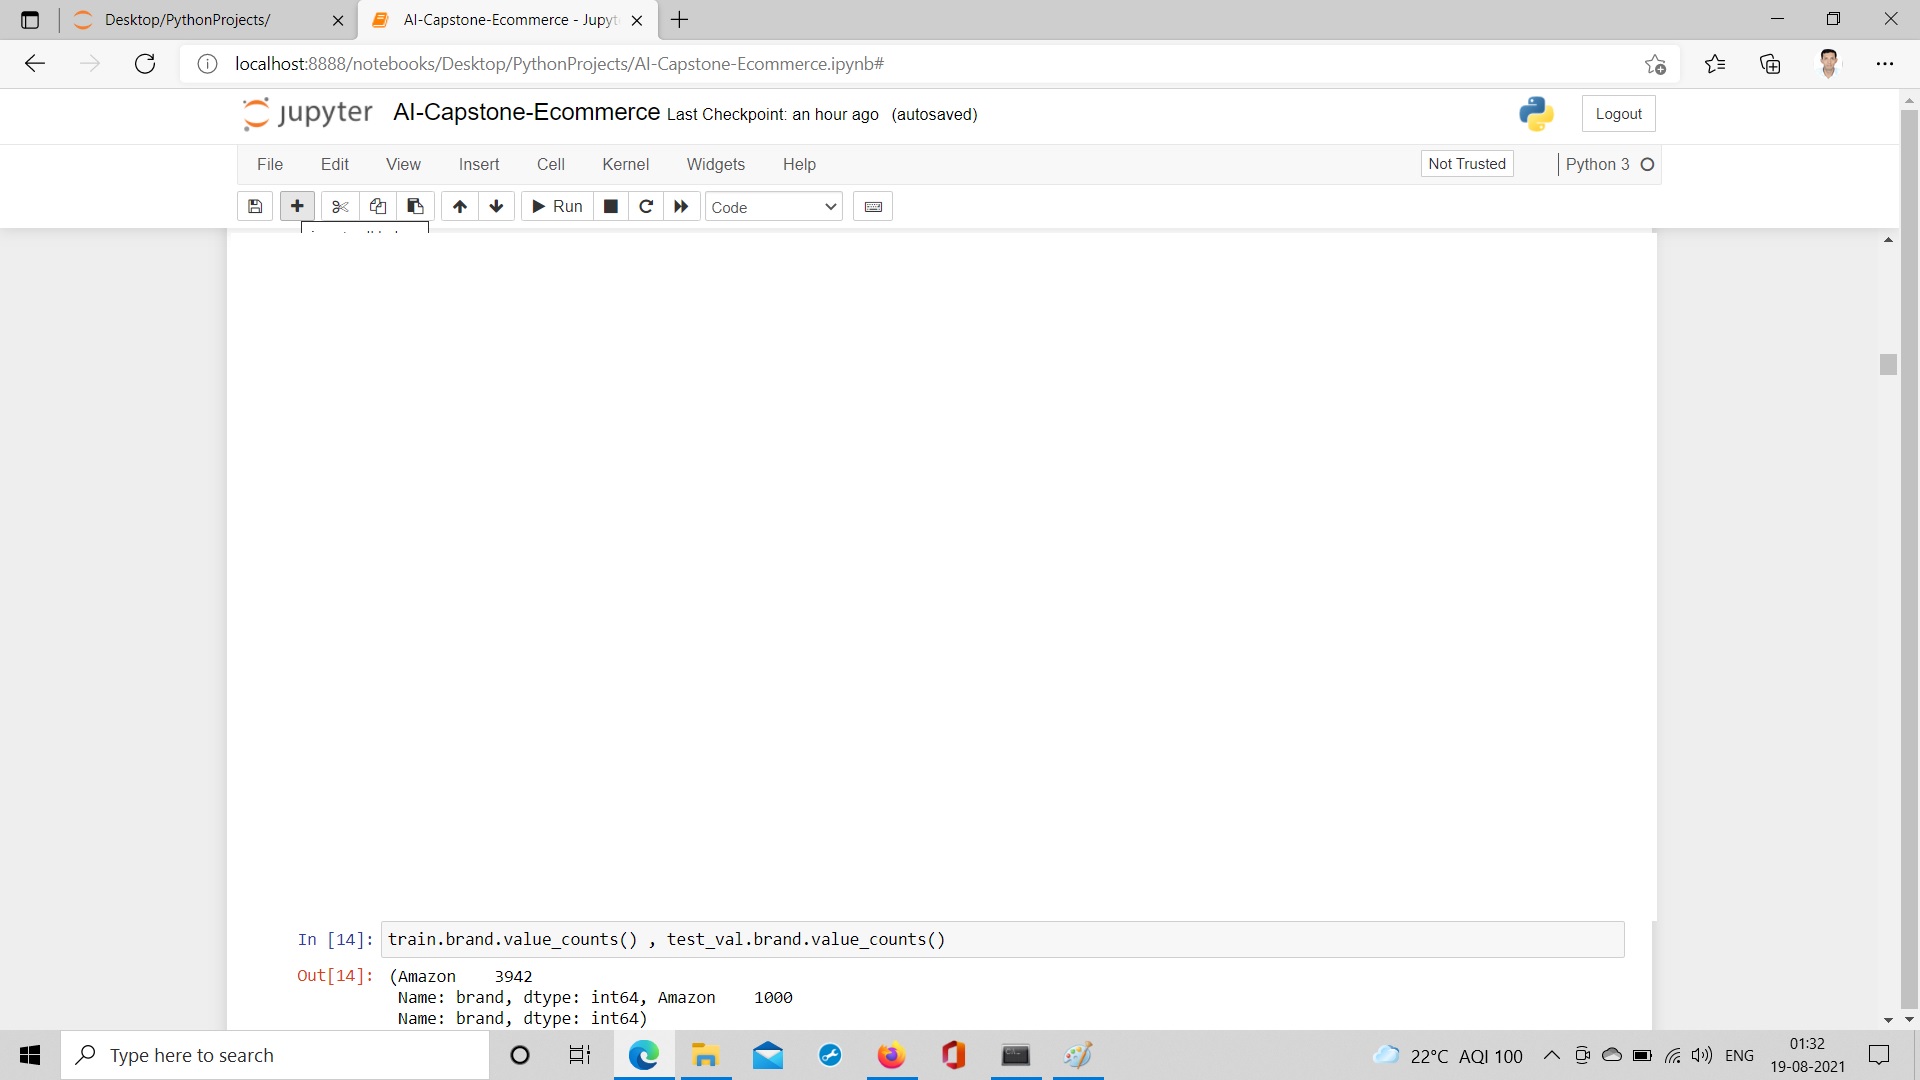 Desktop/PythonProjects/
AI-Capstone-Ecommerce - Jupyt
localhost:8888/notebooks/Desktop/PythonProjects/AI-Capstone-Ecommerce.ipynb#
jupyter AI-Capstone-Ecommerce Last Checkpoint: an hour ago (autosaved)
Logout
File Edit View Insert Cell Kernel Widgets Help
Not Trusted
Python 3
Run
Code
In [14]: train.brand.value_counts() , test_val.brand.value_counts()
Out[14]: (Amazon    3942
Name: brand, dtype: int64, Amazon    1000
Name: brand, dtype: int64)
Type here to search
22°C AQI 100
ENG
01:32
19-08-2021